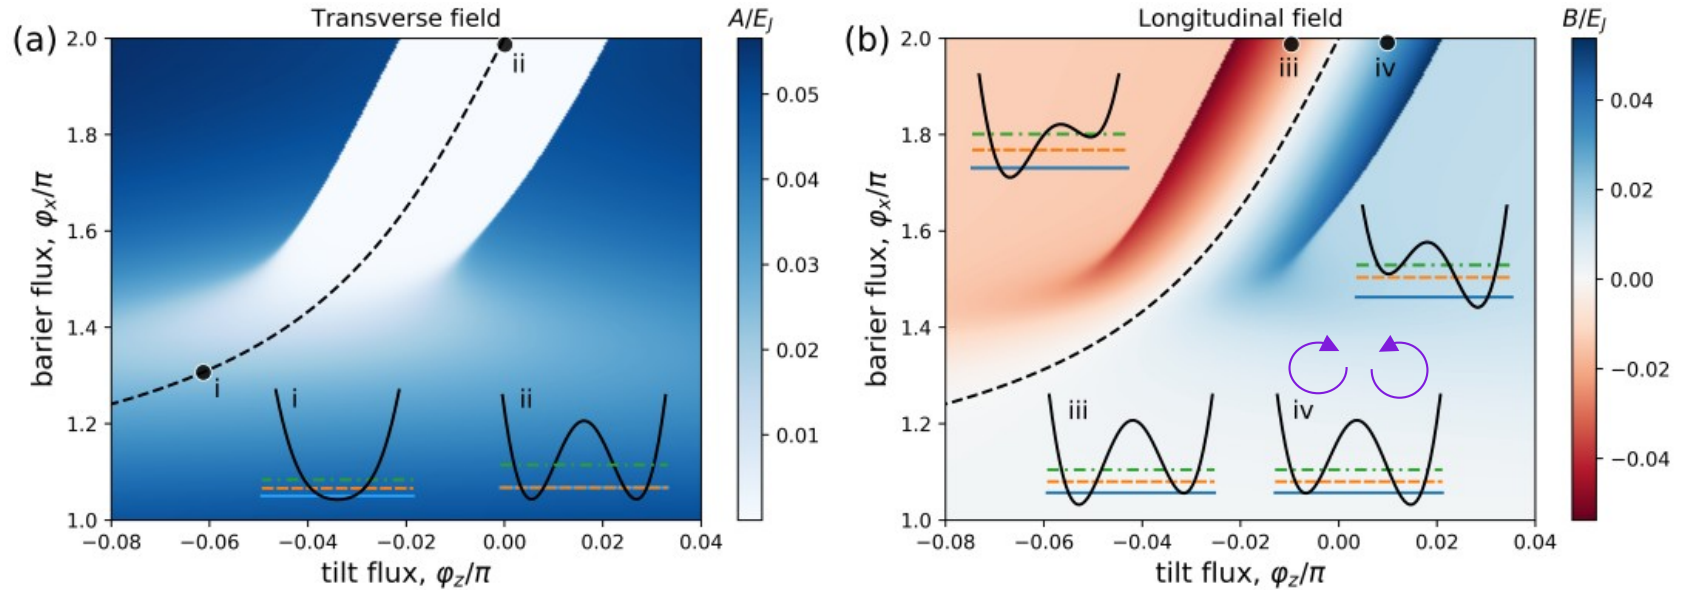 (a)
Transverse field
A/E_J
2.0
1.8
1.6
1.4
1.2
1.0
barier flux, φ_x/π
ii
i
i
ii
−0.08
−0.06
−0.04
−0.02
0.00
0.02
0.04
tilt flux, φ_z/π
0.05
0.04
0.03
0.02
0.01
(b)
Longitudinal field
B/E_J
2.0
1.8
1.6
1.4
1.2
1.0
barier flux, φ_x/π
iii
iv
iii
iv
−0.08
−0.06
−0.04
−0.02
0.00
0.02
0.04
tilt flux, φ_z/π
0.04
0.02
0.00
−0.02
−0.04